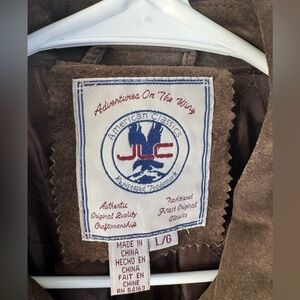 Adventures On The Wing
American Classics
JLC
Registered Trademark
Authentic
Original Quality
Craftsmanship
Traditional
Finest Original
Classics
MADE IN
CHINA
HECHO EN
CHINA
FAIT EN
CHINE
RN 54163
L/G